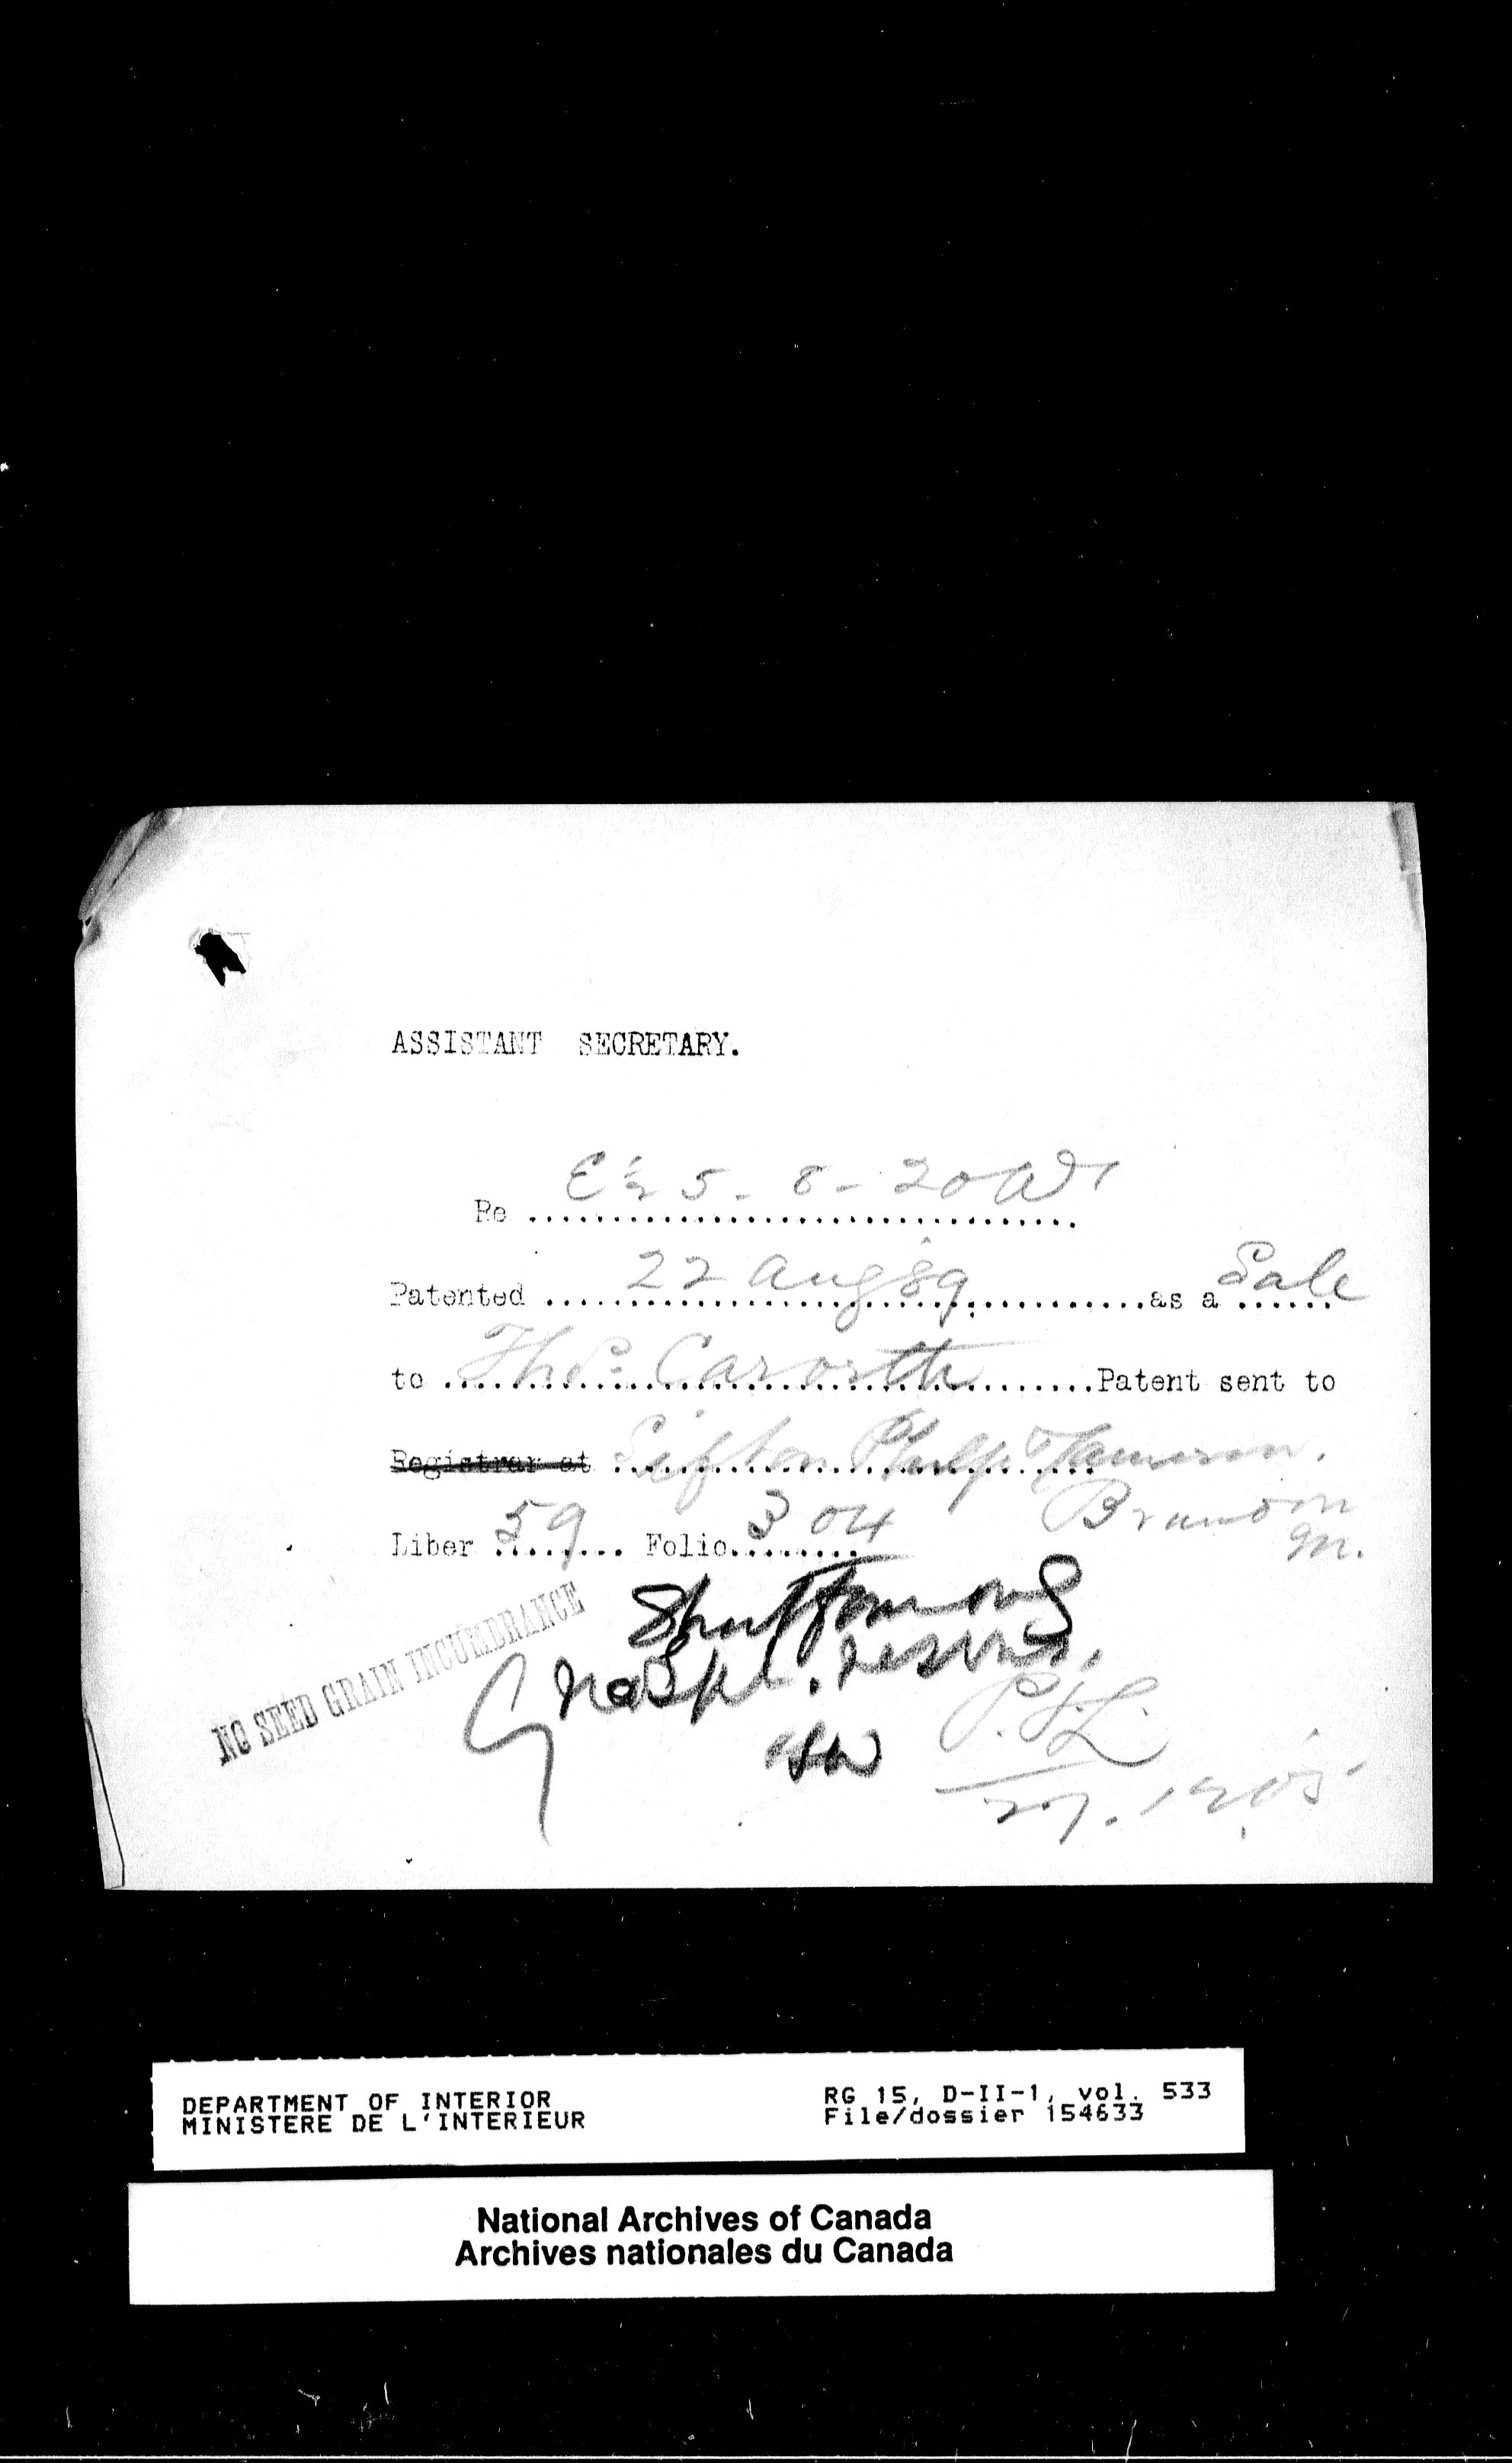 ASSISTANT SECRETARY.
Re E½ 5 - 8 - 20 W1
Patented 22 Aug 89 as a Sale
to Thos. Caroth Patent sent to
Registrar at Sifton Philp
Brandon
M.
Liber 59 Folio 304
NO SEED GRAIN INCUMBRANCE
P.J.L.
DEPARTMENT OF INTERIOR RG 15, D-II-1, vol. 533
MINISTERE DE L'INTERIEUR File/dossier 154633
National Archives of Canada
Archives nationales du Canada